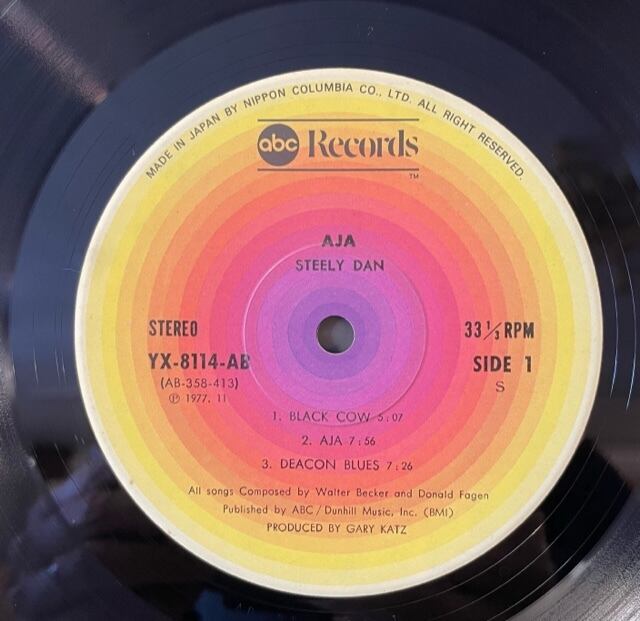 MADE IN JAPAN BY NIPPON COLUMBIA CO., LTD. ALL RIGHT RESERVED.
abc Records
TM
AJA
STEELY DAN
STEREO
33 1/3 RPM
YX-8114-AB
SIDE 1
(AB-358-413)
S
℗ 1977. 11
1. BLACK COW 5:07
2. AJA 7:56
3. DEACON BLUES 7:26
All songs Composed by Walter Becker and Donald Fagen
Published by ABC/Dunhill Music, Inc. (BMI)
PRODUCED BY GARY KATZ